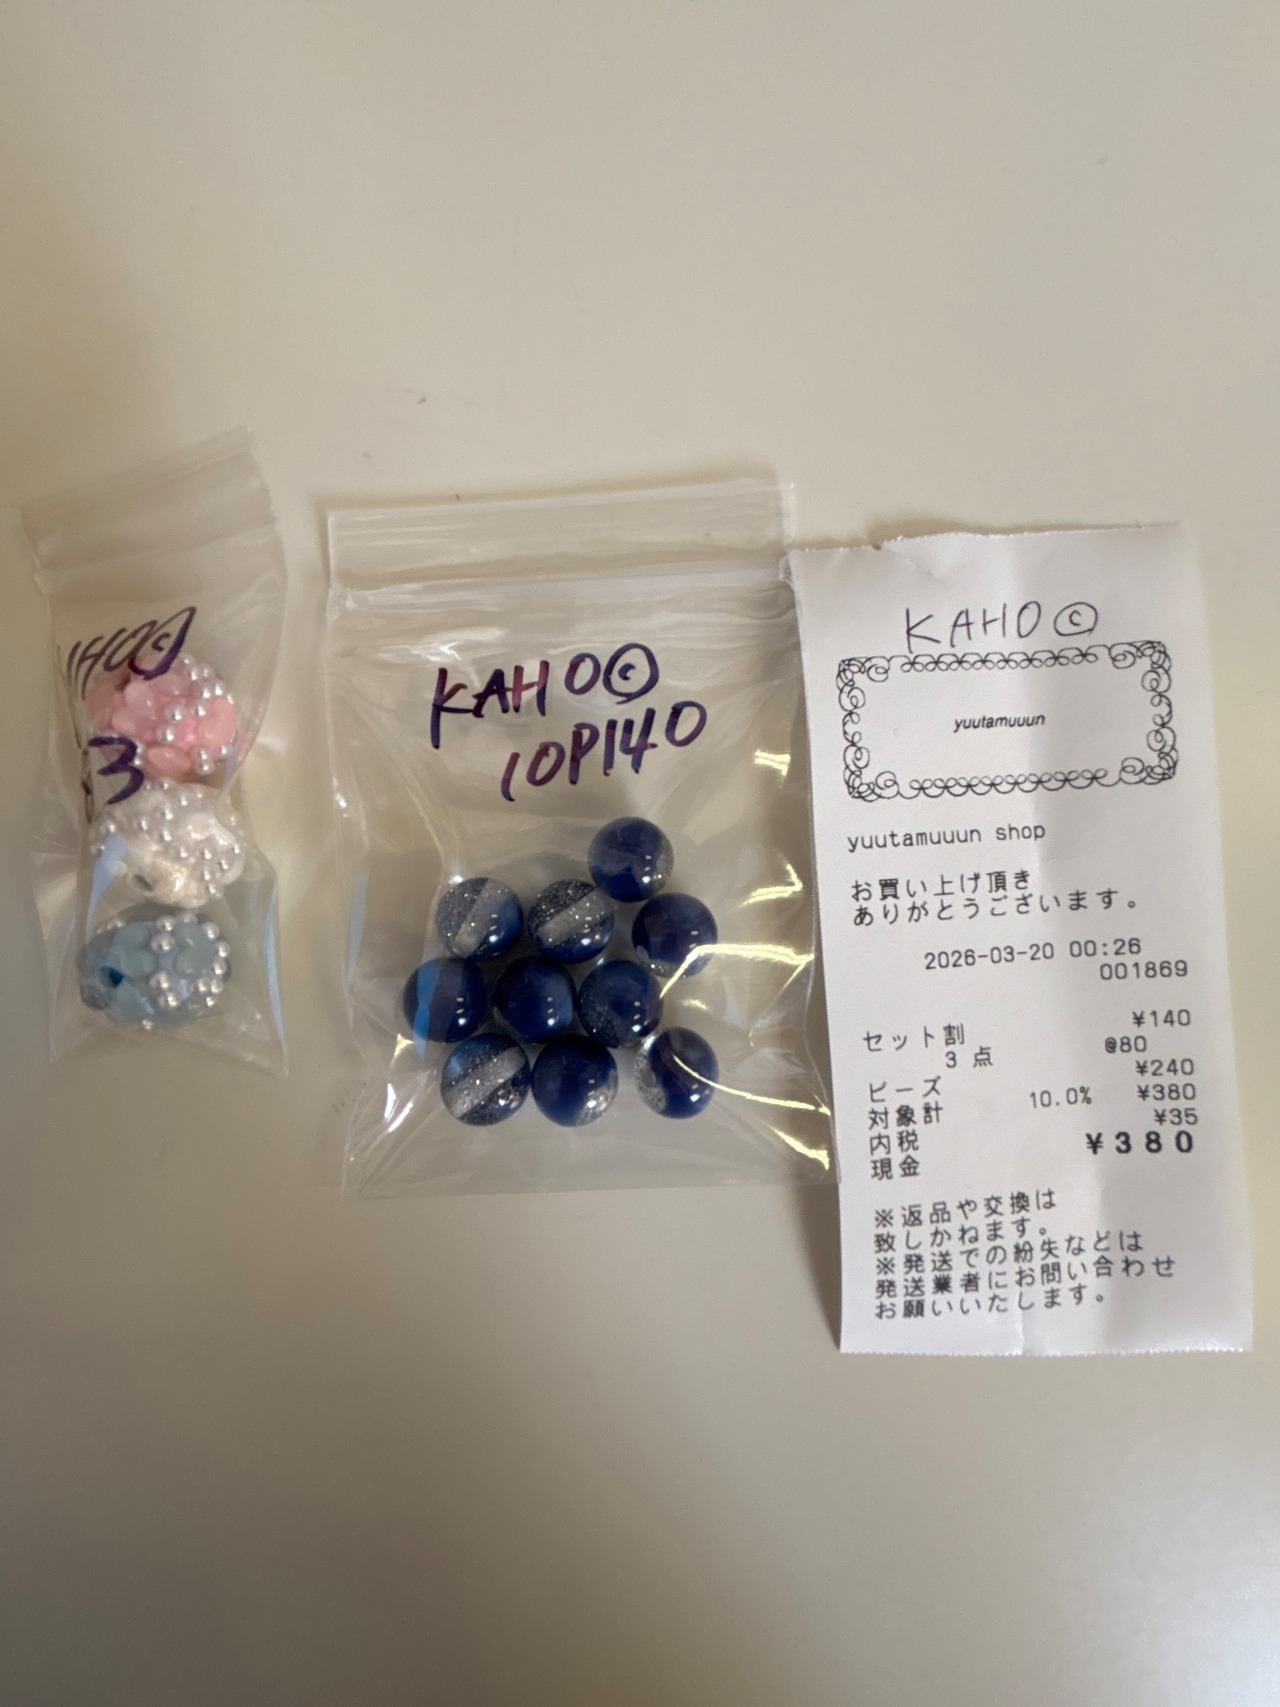 HO©
3
KAHO©
10P140
KAHO©
yuutamuuun
yuutamuuun shop
お買い上げ頂き
ありがとうございます。
2026-03-20 00:26
001869
セット割 ¥140
3 点 @80
ビーズ ¥240
対象計 10.0% ¥380
内税 ¥35
現金 ¥380
※返品や交換は
致しかねます。
※発送での紛失などは
発送業者にお問い合わせ
お願いいたします。